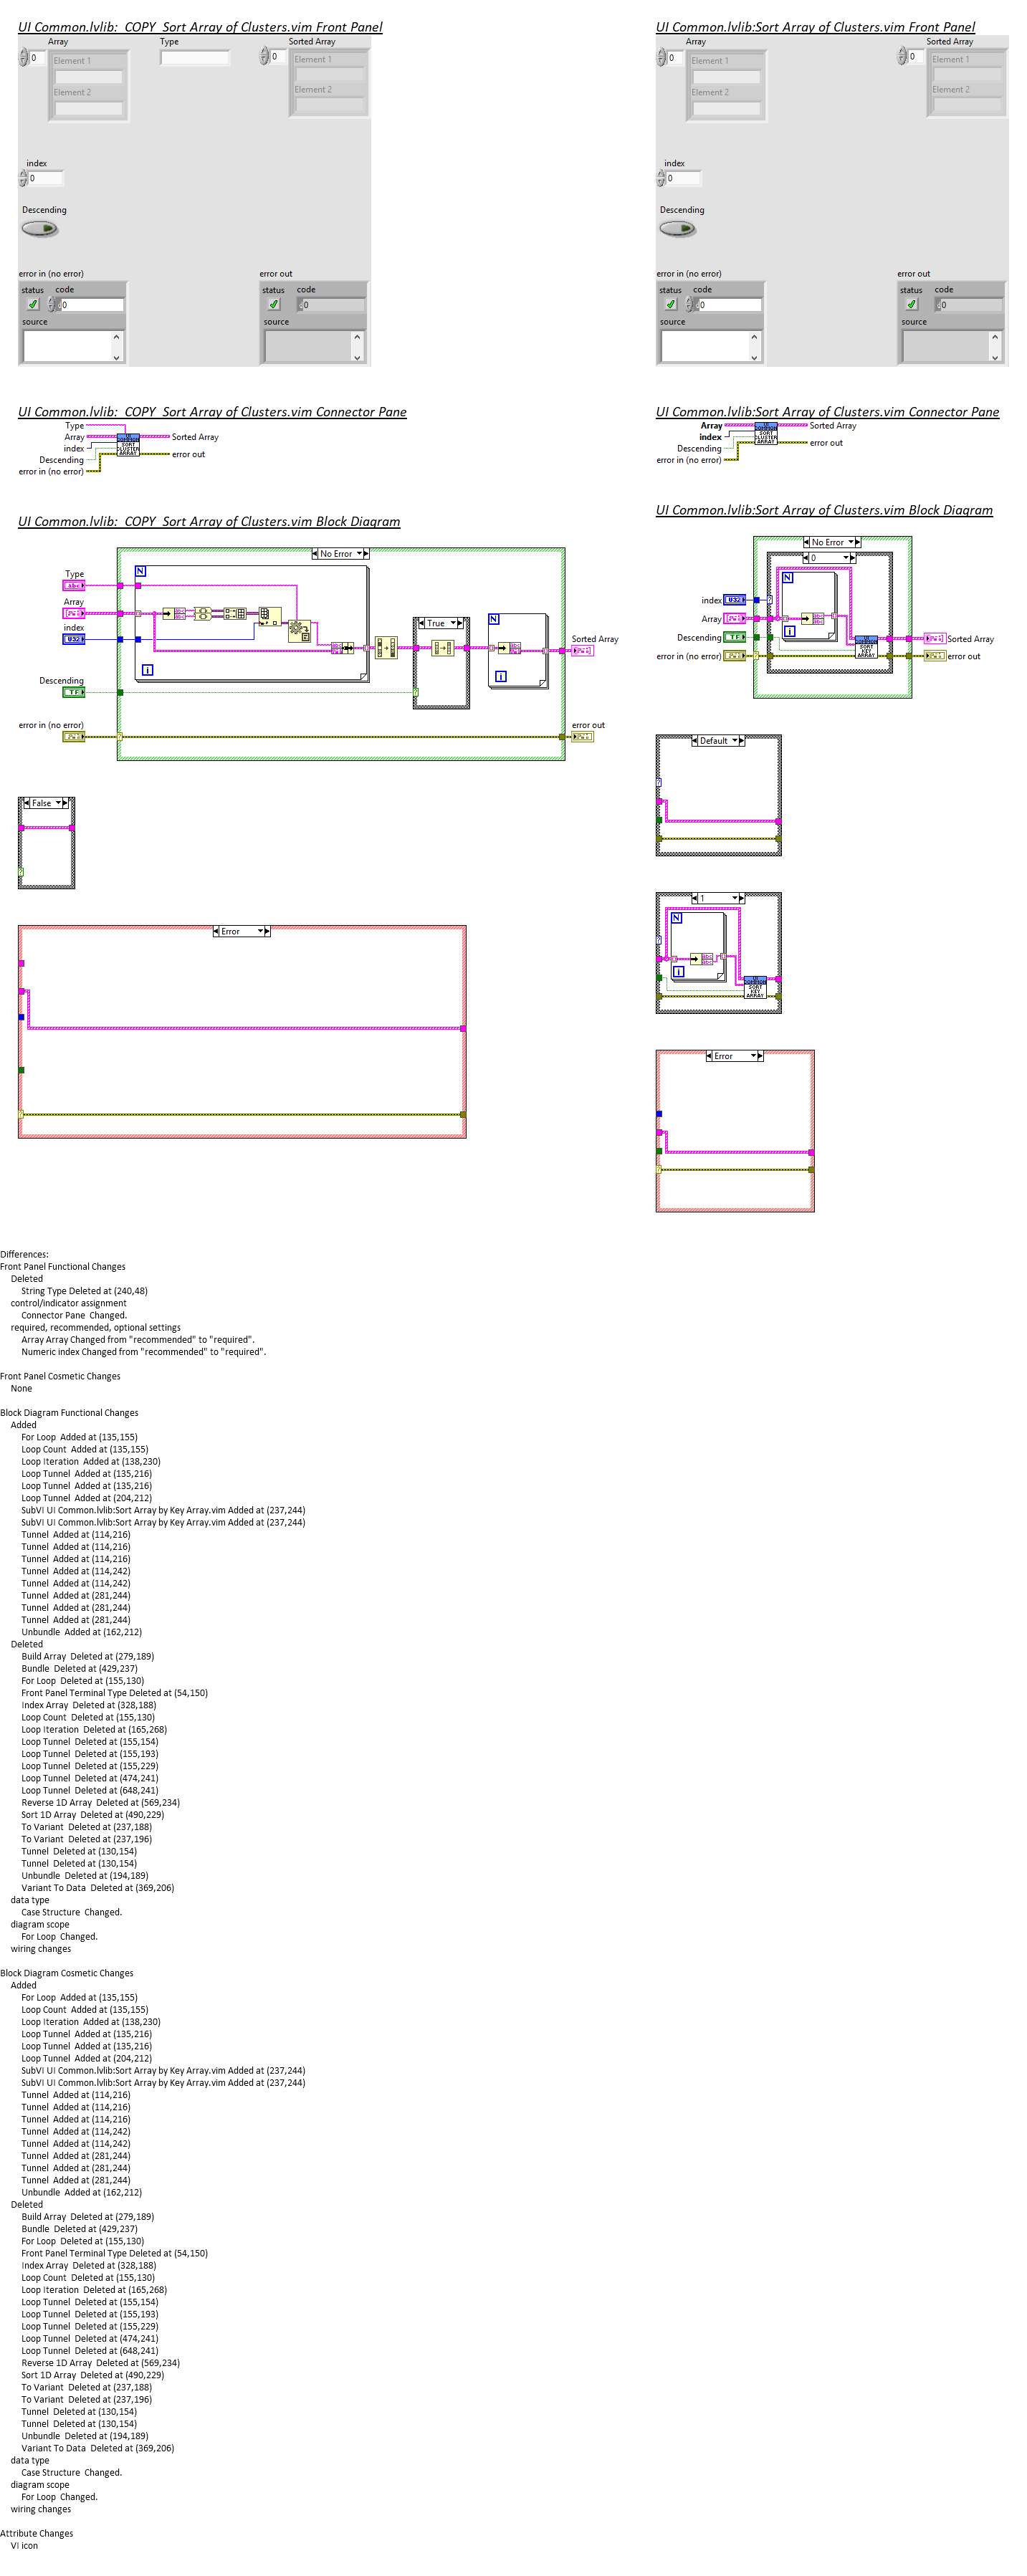 UI Common.lvlib:_COPY_Sort Array of Clusters.vim Front Panel
Array
Type
Sorted Array
0
Element 1
Element 2
0
Element 1
Element 2
index
0
Descending
error in (no error)
status
code
0
source
error out
status
code
0
source
UI Common.lvlib:Sort Array of Clusters.vim Front Panel
Array
Sorted Array
0
Element 1
Element 2
0
Element 1
Element 2
index
0
Descending
error in (no error)
status
code
0
source
error out
status
code
0
source
UI Common.lvlib:_COPY_Sort Array of Clusters.vim Connector Pane
Type
Array
index
Descending
error in (no error)
SORT
CLUSTER
ARRAY
Sorted Array
error out
UI Common.lvlib:Sort Array of Clusters.vim Connector Pane
Array
index
Descending
error in (no error)
SORT
CLUSTER
ARRAY
Sorted Array
error out
UI Common.lvlib:_COPY_Sort Array of Clusters.vim Block Diagram
No Error
Type
abc
Array
index
U32
Descending
TF
error in (no error)
N
i
True
N
i
Sorted Array
error out
False
Error
UI Common.lvlib:Sort Array of Clusters.vim Block Diagram
No Error
0
N
i
index
U32
Array
Descending
TF
error in (no error)
SORT
KEY
ARRAY
Sorted Array
error out
Default
1
N
i
SORT
KEY
ARRAY
Error
Differences:
Front Panel Functional Changes
Deleted
String Type Deleted at (240,48)
control/indicator assignment
Connector Pane  Changed.
required, recommended, optional settings
Array Array Changed from "recommended" to "required".
Numeric index Changed from "recommended" to "required".
Front Panel Cosmetic Changes
None
Block Diagram Functional Changes
Added
For Loop  Added at (135,155)
Loop Count  Added at (135,155)
Loop Iteration  Added at (138,230)
Loop Tunnel  Added at (135,216)
Loop Tunnel  Added at (135,216)
Loop Tunnel  Added at (204,212)
SubVI UI Common.lvlib:Sort Array by Key Array.vim Added at (237,244)
SubVI UI Common.lvlib:Sort Array by Key Array.vim Added at (237,244)
Tunnel  Added at (114,216)
Tunnel  Added at (114,216)
Tunnel  Added at (114,216)
Tunnel  Added at (114,242)
Tunnel  Added at (114,242)
Tunnel  Added at (281,244)
Tunnel  Added at (281,244)
Tunnel  Added at (281,244)
Unbundle  Added at (162,212)
Deleted
Build Array  Deleted at (279,189)
Bundle  Deleted at (429,237)
For Loop  Deleted at (155,130)
Front Panel Terminal Type Deleted at (54,150)
Index Array  Deleted at (328,188)
Loop Count  Deleted at (155,130)
Loop Iteration  Deleted at (165,268)
Loop Tunnel  Deleted at (155,154)
Loop Tunnel  Deleted at (155,193)
Loop Tunnel  Deleted at (155,229)
Loop Tunnel  Deleted at (474,241)
Loop Tunnel  Deleted at (648,241)
Reverse 1D Array  Deleted at (569,234)
Sort 1D Array  Deleted at (490,229)
To Variant  Deleted at (237,188)
To Variant  Deleted at (237,196)
Tunnel  Deleted at (130,154)
Tunnel  Deleted at (130,154)
Unbundle  Deleted at (194,189)
Variant To Data  Deleted at (369,206)
data type
Case Structure  Changed.
diagram scope
For Loop  Changed.
wiring changes
Block Diagram Cosmetic Changes
Added
For Loop  Added at (135,155)
Loop Count  Added at (135,155)
Loop Iteration  Added at (138,230)
Loop Tunnel  Added at (135,216)
Loop Tunnel  Added at (135,216)
Loop Tunnel  Added at (204,212)
SubVI UI Common.lvlib:Sort Array by Key Array.vim Added at (237,244)
SubVI UI Common.lvlib:Sort Array by Key Array.vim Added at (237,244)
Tunnel  Added at (114,216)
Tunnel  Added at (114,216)
Tunnel  Added at (114,216)
Tunnel  Added at (114,242)
Tunnel  Added at (114,242)
Tunnel  Added at (281,244)
Tunnel  Added at (281,244)
Tunnel  Added at (281,244)
Unbundle  Added at (162,212)
Deleted
Build Array  Deleted at (279,189)
Bundle  Deleted at (429,237)
For Loop  Deleted at (155,130)
Front Panel Terminal Type Deleted at (54,150)
Index Array  Deleted at (328,188)
Loop Count  Deleted at (155,130)
Loop Iteration  Deleted at (165,268)
Loop Tunnel  Deleted at (155,154)
Loop Tunnel  Deleted at (155,193)
Loop Tunnel  Deleted at (155,229)
Loop Tunnel  Deleted at (474,241)
Loop Tunnel  Deleted at (648,241)
Reverse 1D Array  Deleted at (569,234)
Sort 1D Array  Deleted at (490,229)
To Variant  Deleted at (237,188)
To Variant  Deleted at (237,196)
Tunnel  Deleted at (130,154)
Tunnel  Deleted at (130,154)
Unbundle  Deleted at (194,189)
Variant To Data  Deleted at (369,206)
data type
Case Structure  Changed.
diagram scope
For Loop  Changed.
wiring changes
Attribute Changes
VI icon